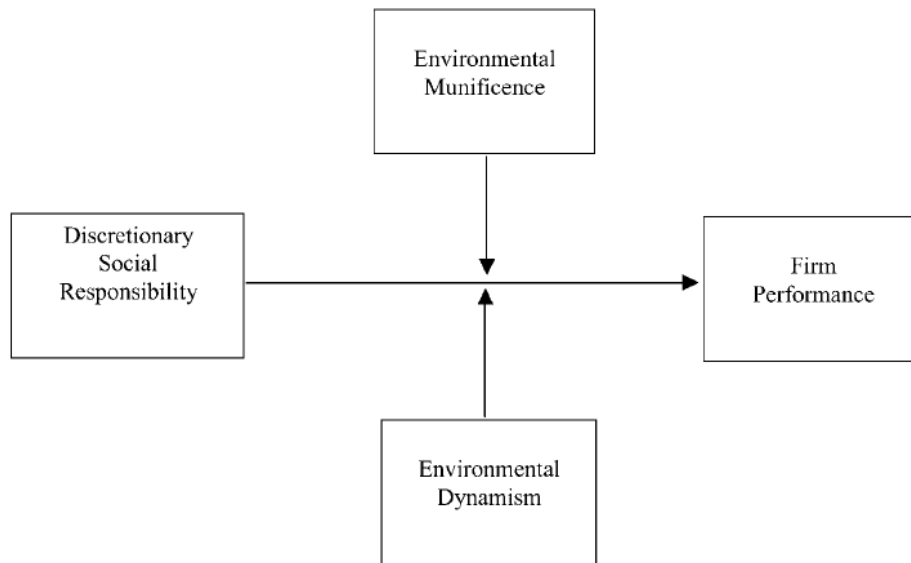 Environmental
Munificence
Discretionary
Social
Responsibility
Firm
Performance
Environmental
Dynamism